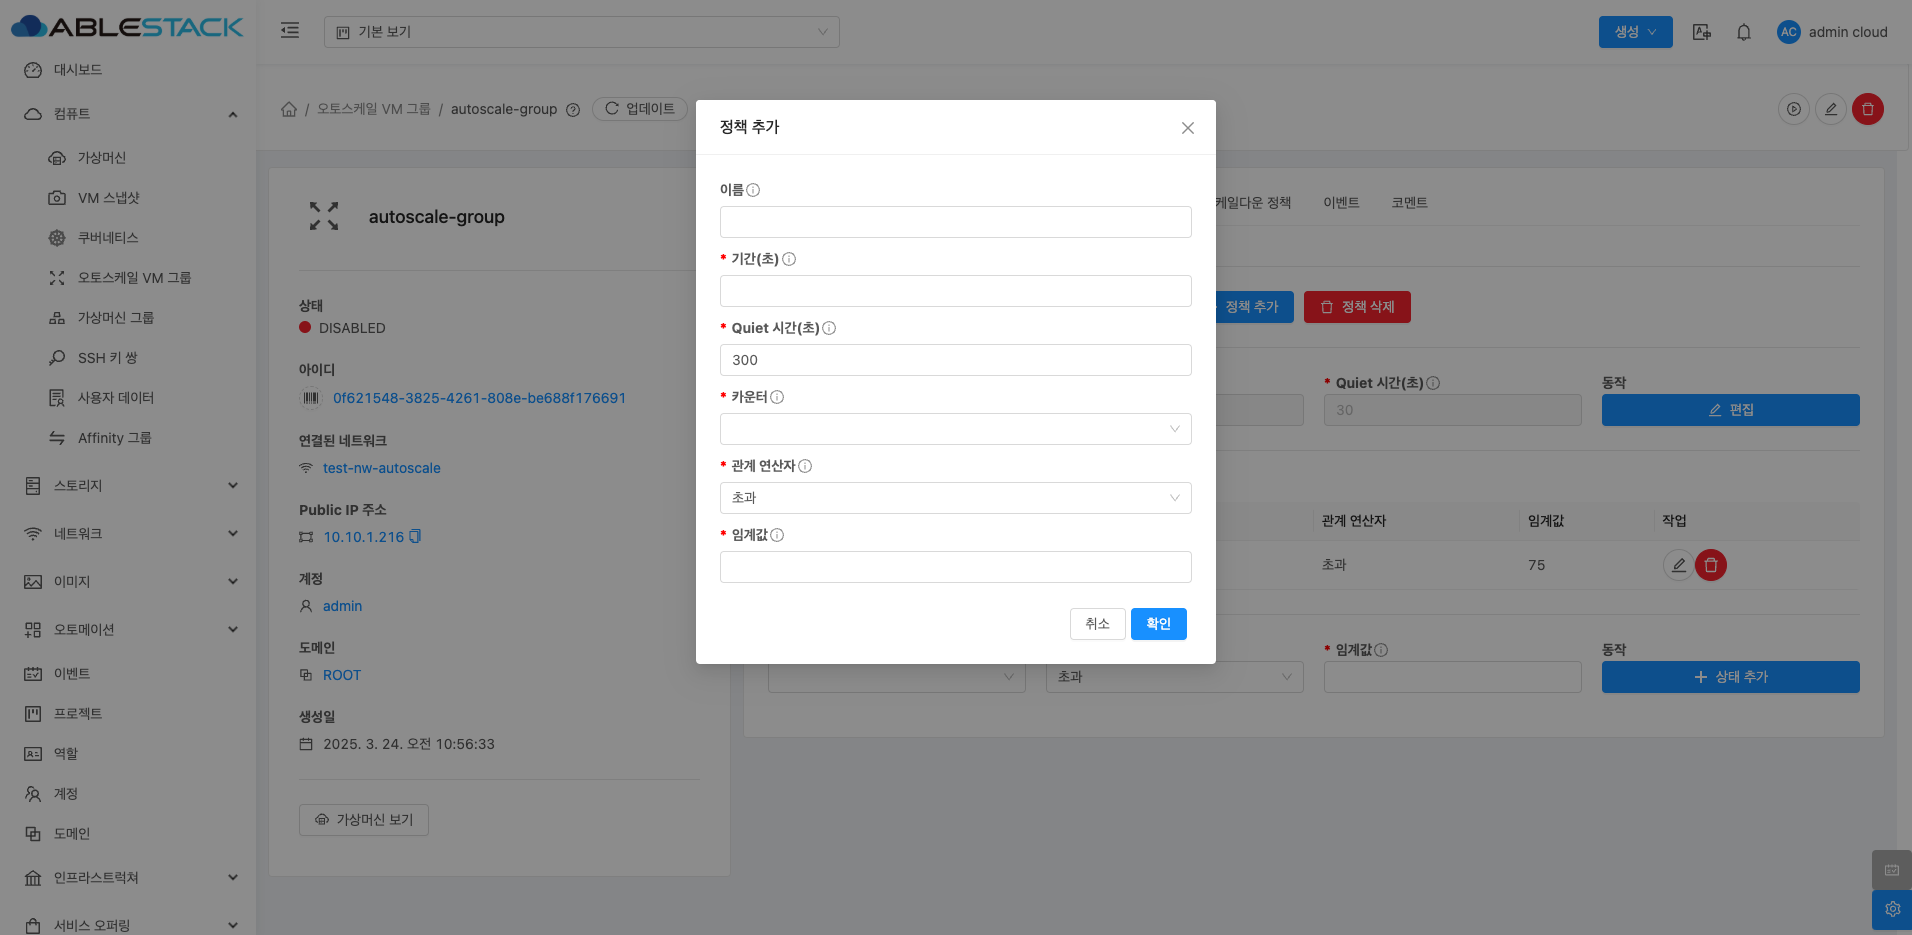 ABLESTACK
기본 보기
생성
AC
admin cloud
대시보드
컴퓨트
가상머신
VM 스냅샷
쿠버네티스
오토스케일 VM 그룹
가상머신 그룹
SSH 키 쌍
사용자 데이터
Affinity 그룹
스토리지
네트워크
이미지
오토메이션
이벤트
프로젝트
역할
계정
도메인
인프라스트럭쳐
서비스 오퍼링
/ 오토스케일 VM 그룹 / autoscale-group
업데이트
autoscale-group
상태
DISABLED
아이디
0f621548-3825-4261-808e-be688f176691
연결된 네트워크
test-nw-autoscale
Public IP 주소
10.10.1.216
계정
admin
도메인
ROOT
생성일
2025. 3. 24. 오전 10:56:33
가상머신 보기
정책 추가
이름
* 기간(초)
* Quiet 시간(초)
300
* 카운터
* 관계 연산자
초과
* 임계값
취소
확인
케일다운 정책
이벤트
코멘트
정책 추가
정책 삭제
* Quiet 시간(초)
동작
30
편집
관계 연산자
임계값
작업
초과
75
* 임계값
동작
초과
상태 추가